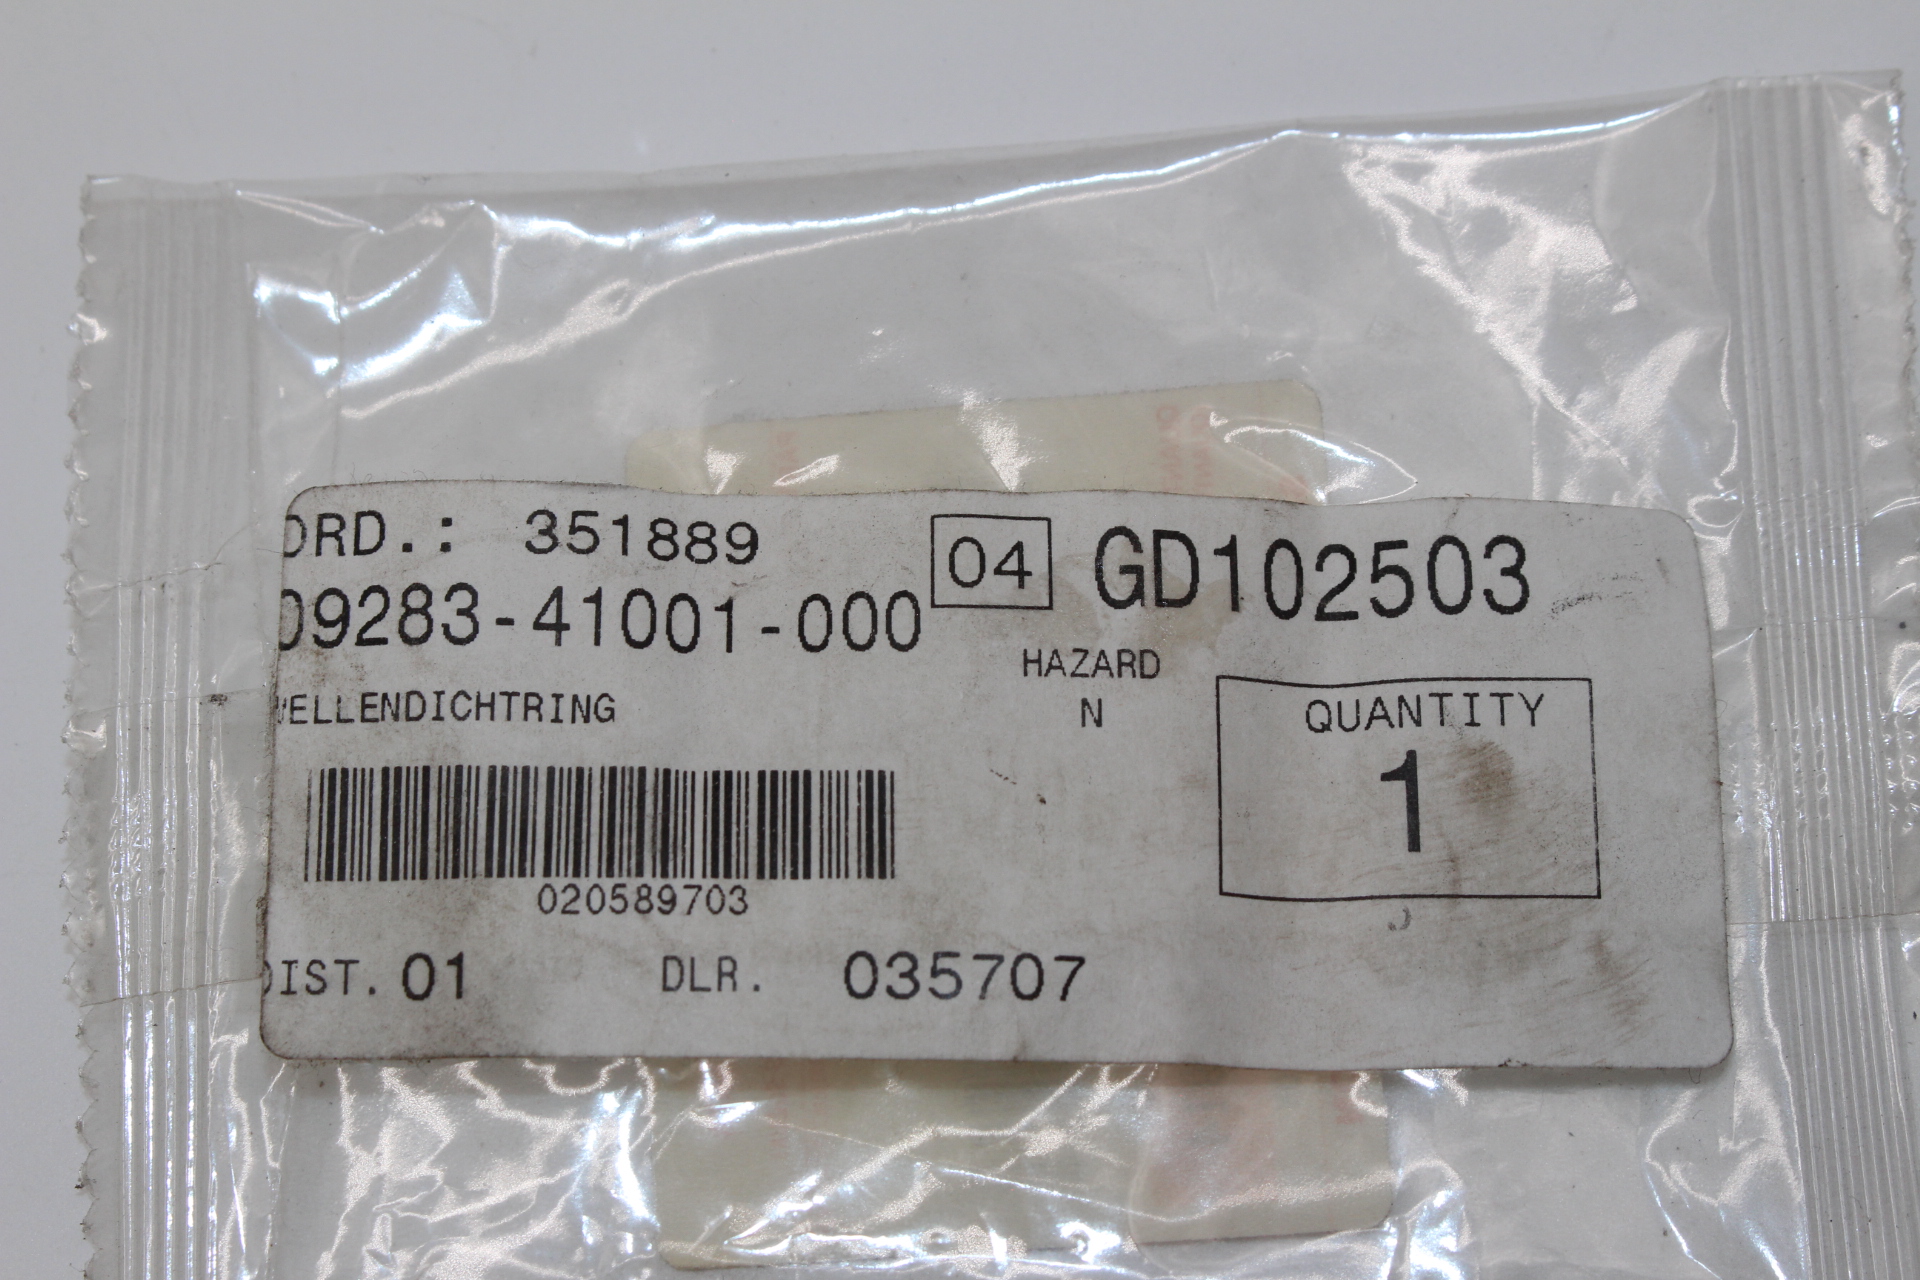 ORD.: 351889 04 GD102503
09283-41001-000
HAZARD
WELLENDICHTRING N QUANTITY
1
020589703
DIST. 01 DLR. 035707